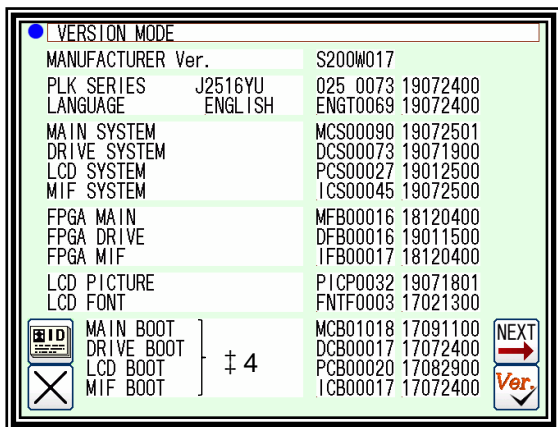 VERSION MODE
MANUFACTURER Ver. S200W017
PLK SERIES J2516YU 025 0073 19072400
LANGUAGE ENGLISH ENGT0069 19072400
MAIN SYSTEM MCS00090 19072501
DRIVE SYSTEM DCS00073 19071900
LCD SYSTEM PCS00027 19012500
MIF SYSTEM ICS00045 19072500
FPGA MAIN MFB00016 18120400
FPGA DRIVE DFB00016 19011500
FPGA MIF IFB00017 18120400
LCD PICTURE PICP0032 19071801
LCD FONT FNTF0003 17021300
ID MAIN BOOT MCB01018 17091100 NEXT
DRIVE BOOT DCB00017 17072400
LCD BOOT ‡4 PCB00020 17082900
MIF BOOT ICB00017 17072400 Ver.